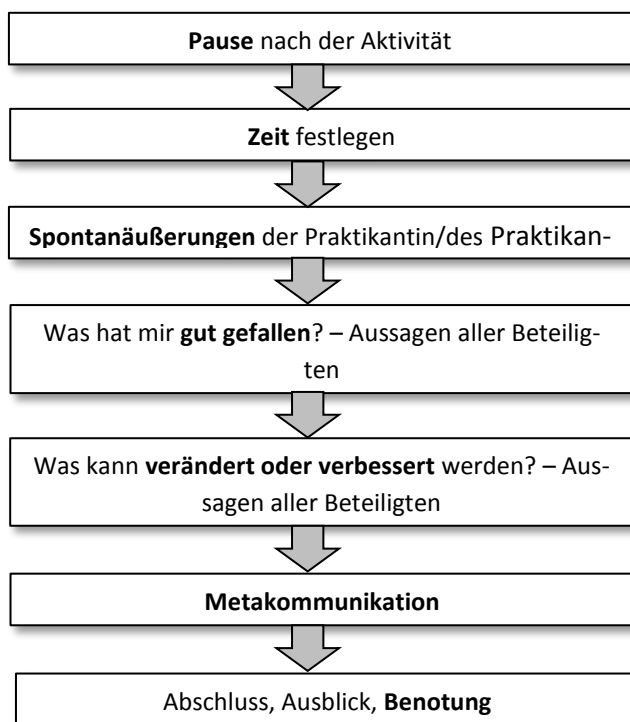 Pause nach der Aktivität
Zeit festlegen
Spontanäußerungen der Praktikantin/des Praktikan-
Was hat mir gut gefallen? – Aussagen aller Beteilig-
ten
Was kann verändert oder verbessert werden? – Aus-
sagen aller Beteiligten
Metakommunikation
Abschluss, Ausblick, Benotung